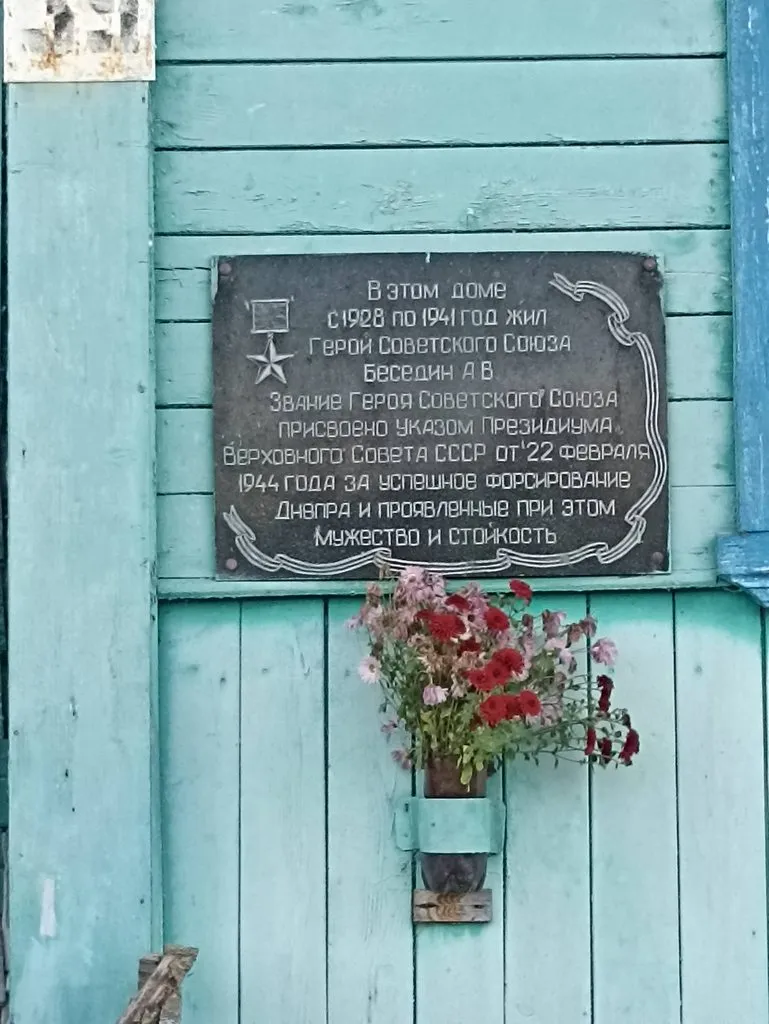 В этом доме
с 1928 по 1941 год жил
Герой Советского Союза
Беседин А В
Звание Героя Советского Союза
присвоено указом Президиума
Верховного Совета СССР от 22 февраля
1944 года за успешное форсирование
Днепра и проявленные при этом
мужество и стойкость